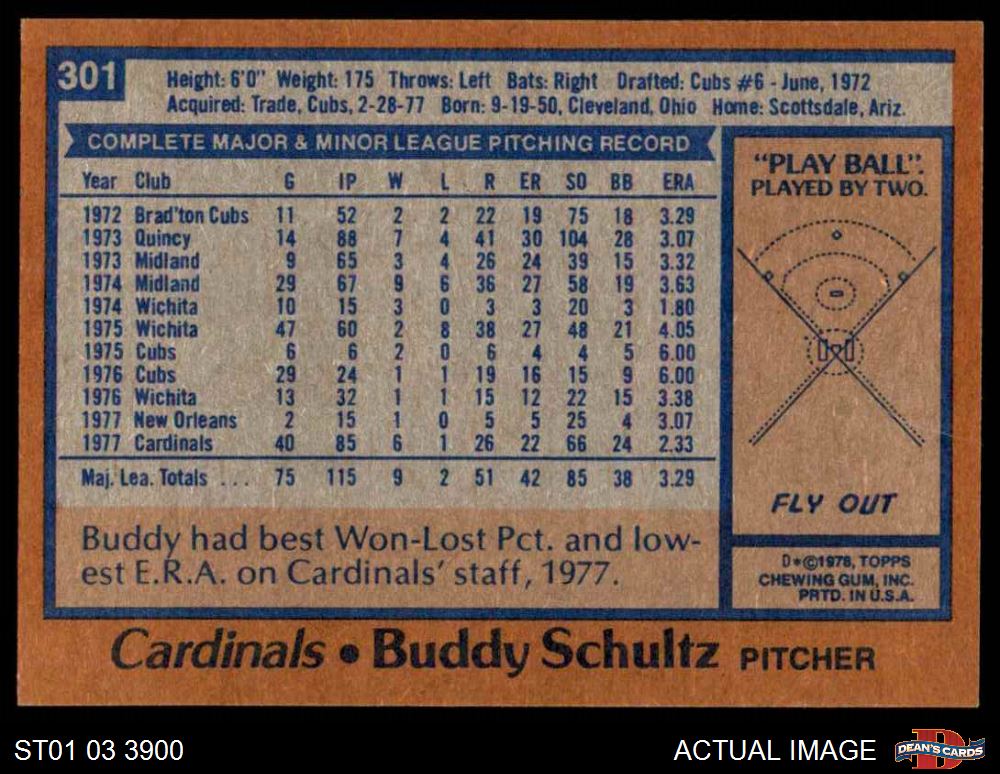 301
Height: 6'0" Weight: 175 Throws: Left Bats: Right Drafted: Cubs #6 - June, 1972
Acquired: Trade, Cubs, 2-28-77 Born: 9-19-50, Cleveland, Ohio Home: Scottsdale, Ariz.
COMPLETE MAJOR & MINOR LEAGUE PITCHING RECORD
Year Club G IP W L R ER SO BB ERA
1972 Brad'ton Cubs 11 52 2 2 22 19 75 18 3.29
1973 Quincy 14 88 7 4 41 30 104 28 3.07
1973 Midland 9 65 3 4 26 24 39 15 3.32
1974 Midland 29 67 9 6 36 27 58 19 3.63
1974 Wichita 10 15 3 0 3 3 20 3 1.80
1975 Wichita 47 60 2 8 38 27 48 21 4.05
1975 Cubs 6 6 2 0 6 4 4 5 6.00
1976 Cubs 29 24 1 1 19 16 15 9 6.00
1976 Wichita 13 32 1 1 15 12 22 15 3.38
1977 New Orleans 2 15 1 0 5 5 25 4 3.07
1977 Cardinals 40 85 6 1 26 22 66 24 2.33
Maj. Lea. Totals ... 75 115 9 2 51 42 85 38 3.29
Buddy had best Won-Lost Pct. and low-
est E.R.A. on Cardinals' staff, 1977.
"PLAY BALL".
PLAYED BY TWO.
FLY OUT
D*©1978, TOPPS
CHEWING GUM, INC.
PRTD. IN U.S.A.
Cardinals • Buddy Schultz PITCHER
ST01 03 3900
ACTUAL IMAGE
D
DEAN'S CARDS